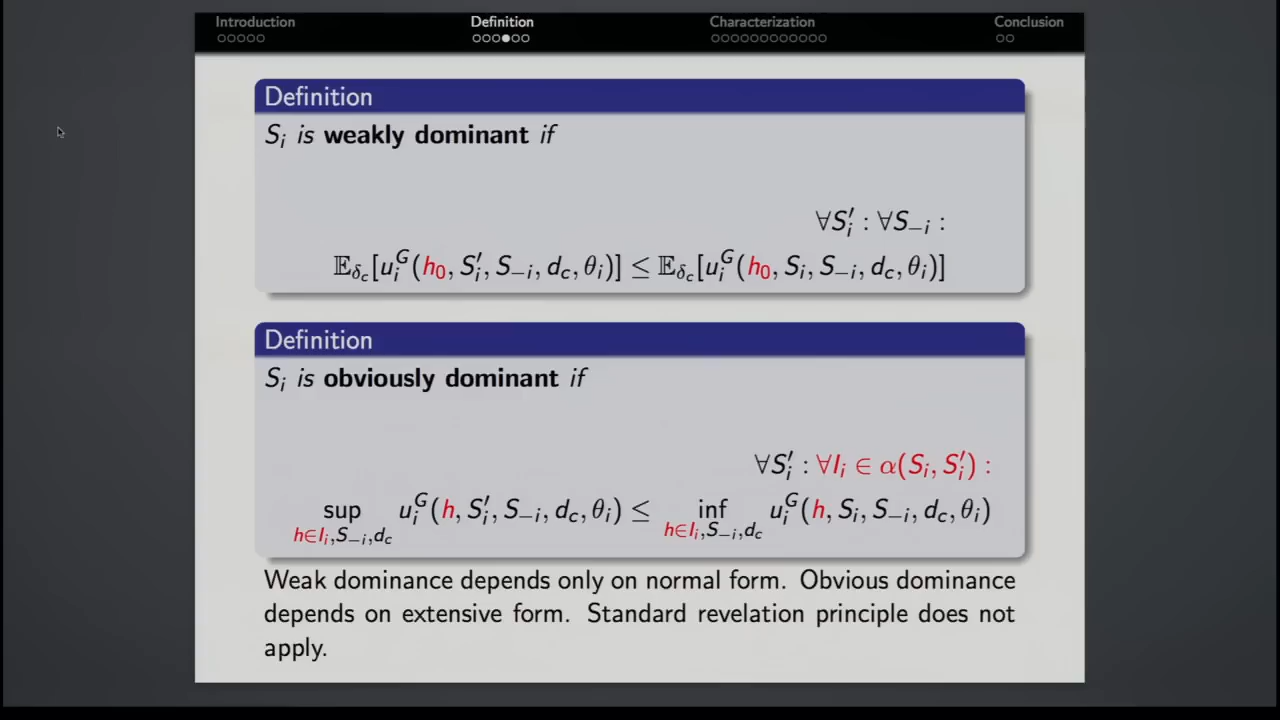 Introduction Definition Characterization Conclusion
Definition
Sᵢ is weakly dominant if
∀S′ᵢ : ∀S₋ᵢ :
𝔼_δc[uᵢᴳ(h₀, S′ᵢ, S₋ᵢ, d_c, θᵢ)] ≤ 𝔼_δc[uᵢᴳ(h₀, Sᵢ, S₋ᵢ, d_c, θᵢ)]
Definition
Sᵢ is obviously dominant if
∀S′ᵢ : ∀Iᵢ ∈ α(Sᵢ, S′ᵢ) :
sup uᵢᴳ(h, S′ᵢ, S₋ᵢ, d_c, θᵢ) ≤ inf uᵢᴳ(h, Sᵢ, S₋ᵢ, d_c, θᵢ)
h∈Iᵢ,S₋ᵢ,d_c h∈Iᵢ,S₋ᵢ,d_c
Weak dominance depends only on normal form. Obvious dominance
depends on extensive form. Standard revelation principle does not
apply.